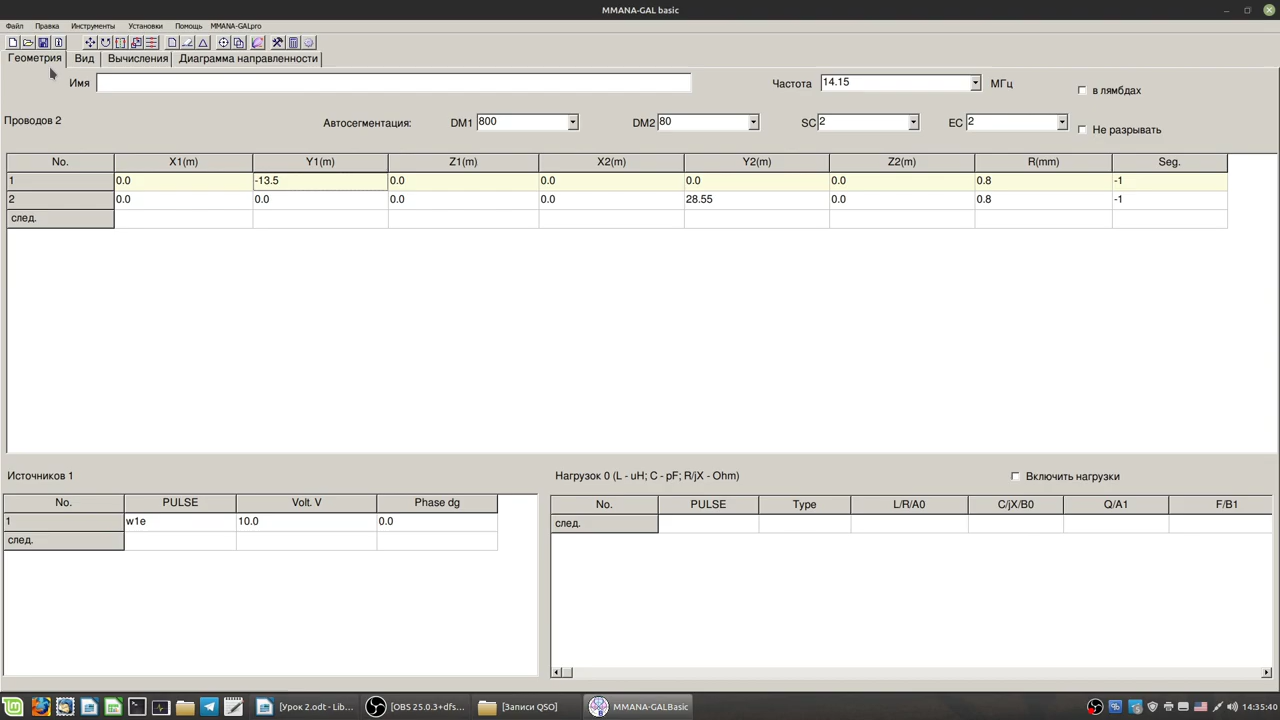 MMANA-GAL basic
Файл Правка Инструменты Установки Помощь MMANA-GALpro
Геометрия Вид Вычисления Диаграмма направленности
Имя Частота 14.15 МГц в лямбдах
Проводов 2 Автосегментация: DM1 800 DM2 80 SC 2 EC 2 Не разрывать
No. X1(m) Y1(m) Z1(m) X2(m) Y2(m) Z2(m) R(mm) Seg.
1 0.0 -13.5 0.0 0.0 0.0 0.0 0.8 -1
2 0.0 0.0 0.0 0.0 28.55 0.0 0.8 -1
след.
Источников 1 Нагрузок 0 (L - uH; C - pF; R/jX - Ohm) Включить нагрузки
No. PULSE Volt. V Phase dg No. PULSE Type L/R/A0 C/jX/B0 Q/A1 F/B1
1 w1e 10.0 0.0 след.
след.
[Урок 2.odt - Lib... [OBS 25.0.3+dfs... [Записи QSO] MMANA-GALBasic 14:35:40